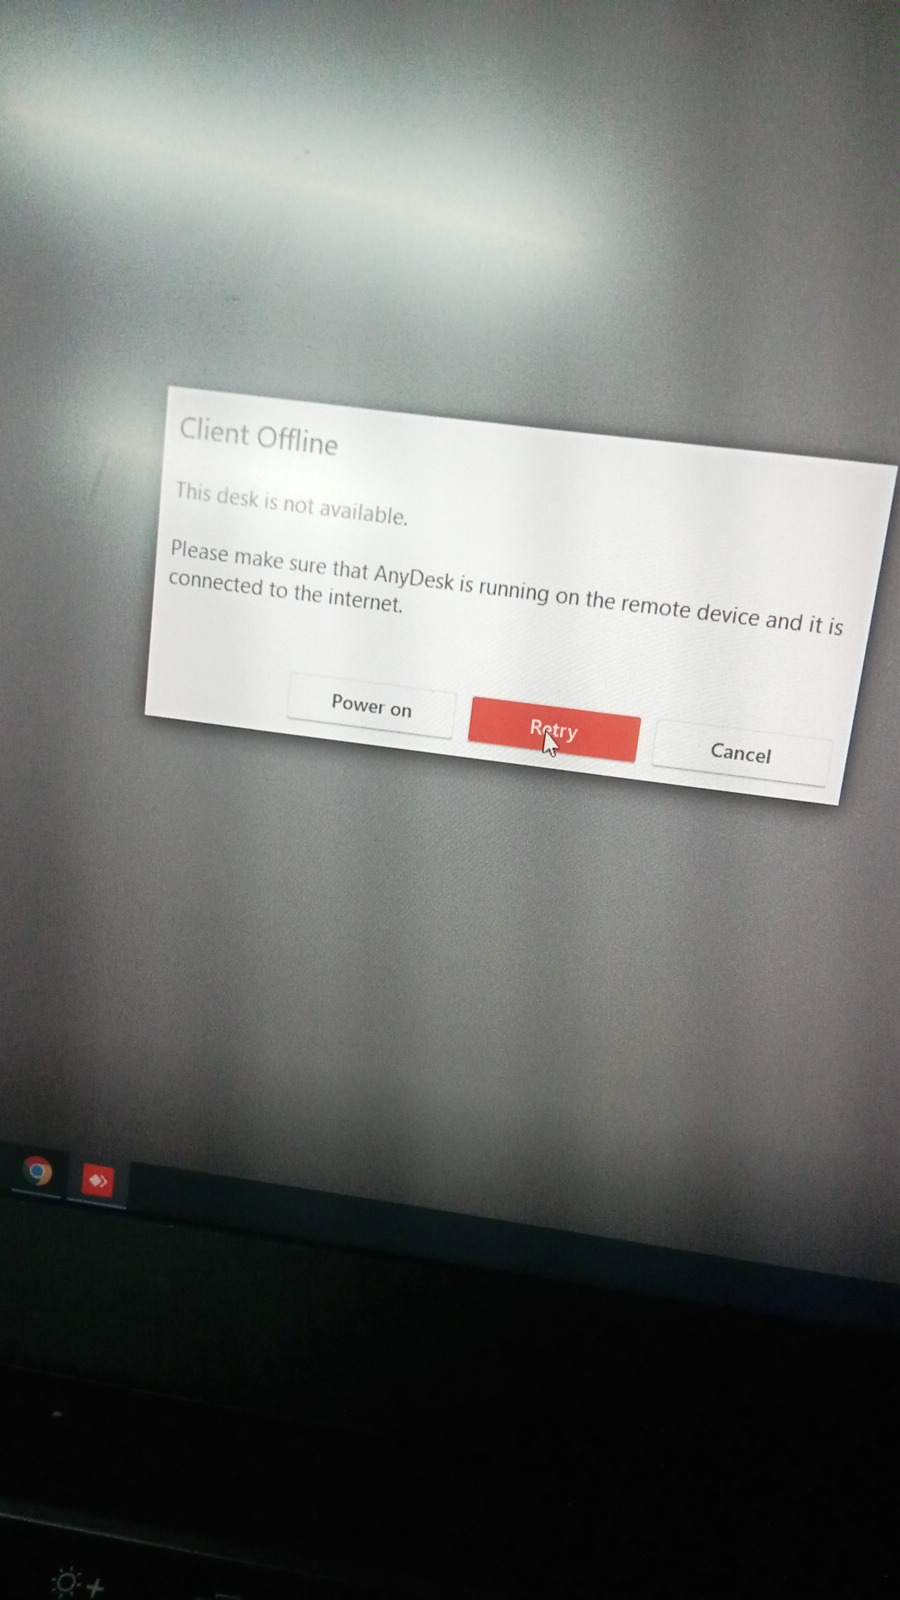 Client Offline
This desk is not available.
Please make sure that AnyDesk is running on the remote device and it is
connected to the internet.
Power on
Retry
Cancel